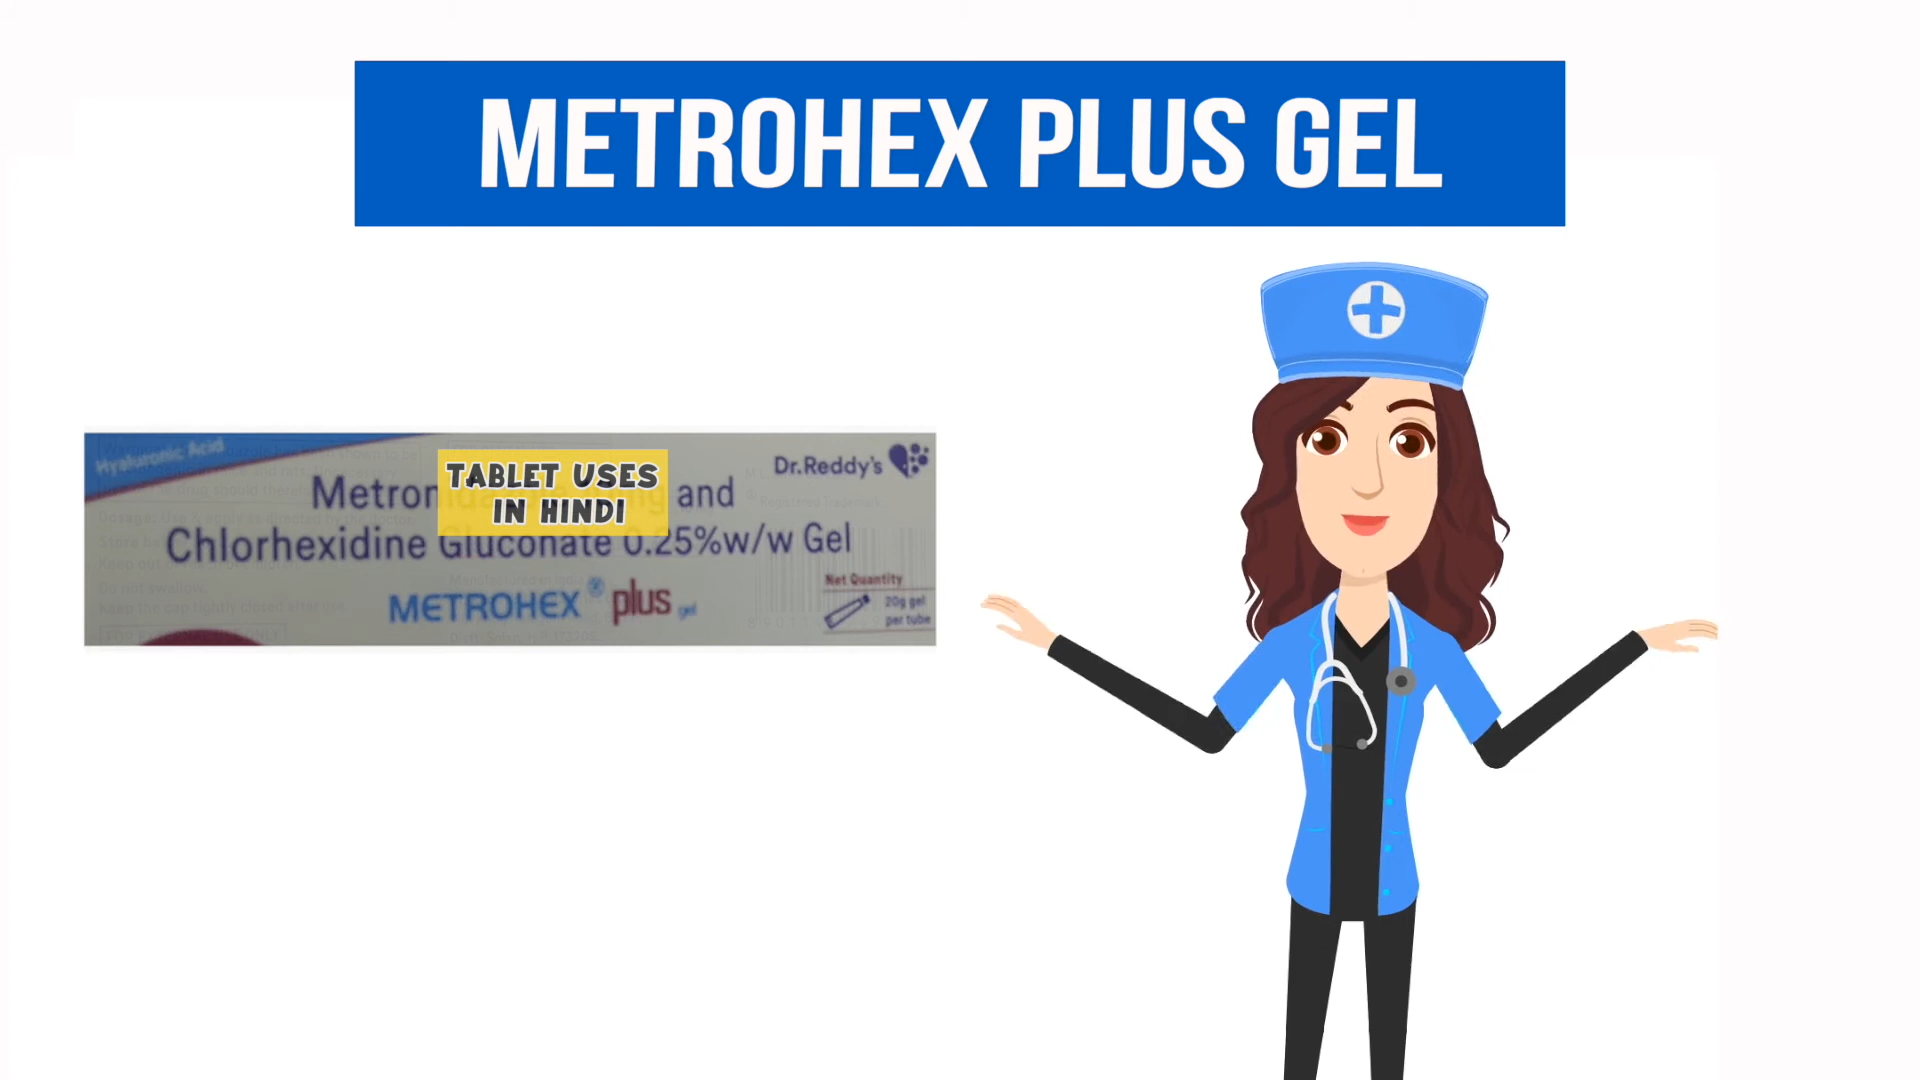 METROHEX PLUS GEL
Hyaluronic Acid
Dr.Reddy's
TABLET USES
IN HINDI
and
Chlorhexidine Gluconate 0.25%w/w Gel
METROHEX plus gel
Net Quantity
20g gel
per tube